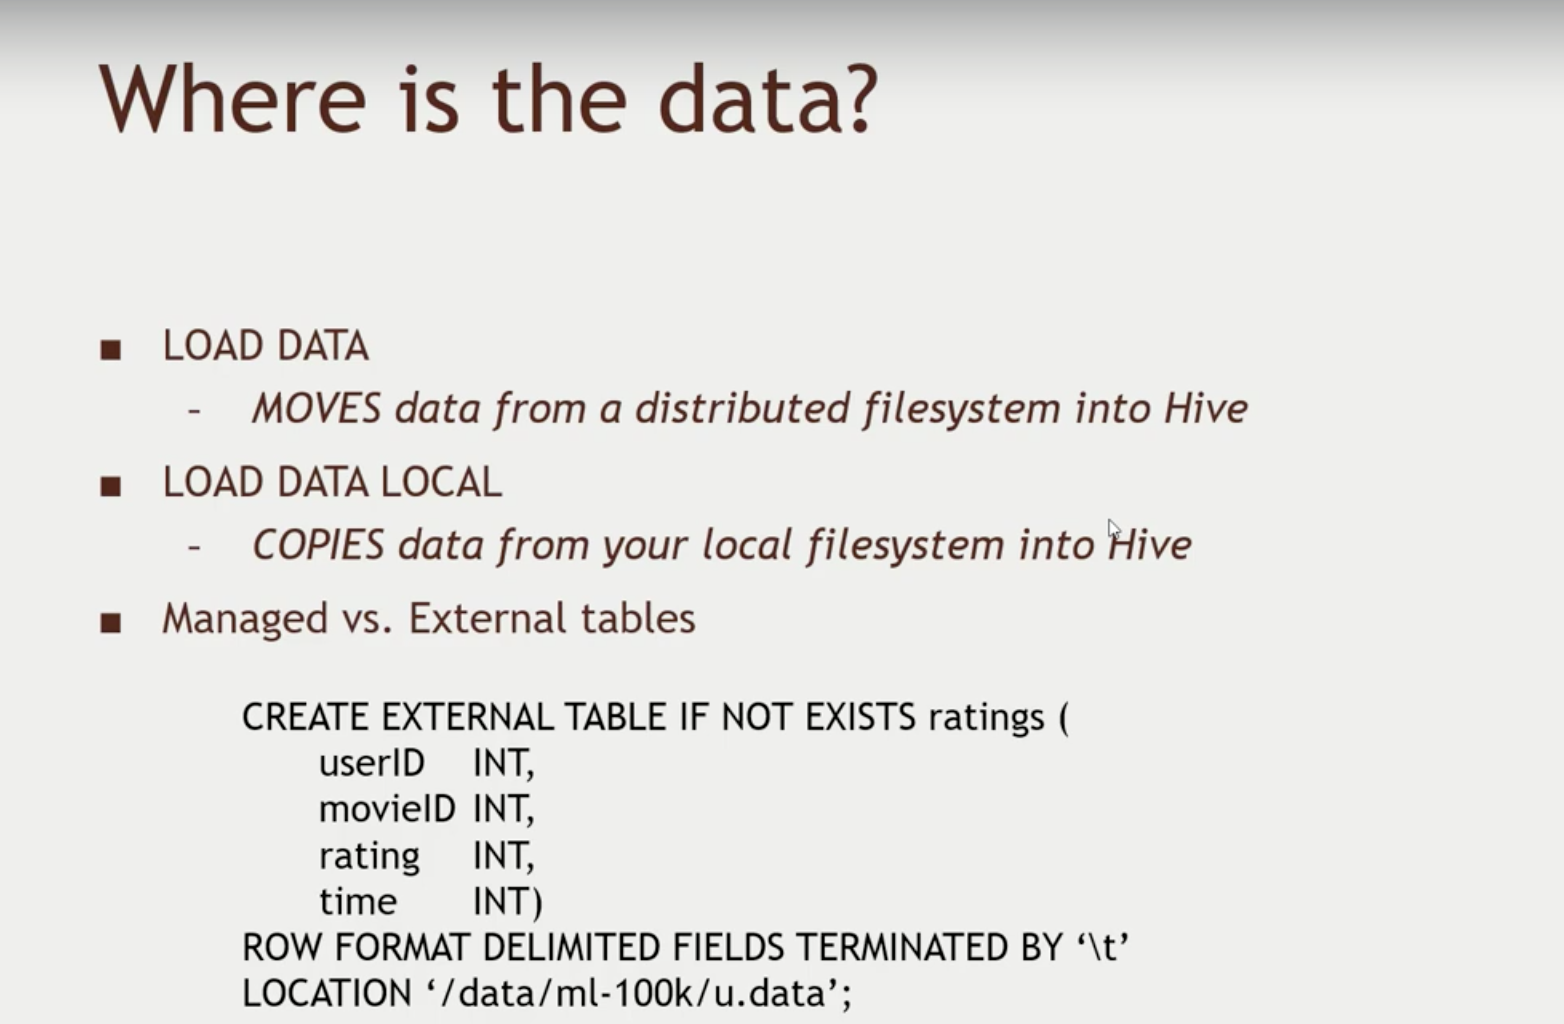 Where is the data?
■ LOAD DATA
– MOVES data from a distributed filesystem into Hive
■ LOAD DATA LOCAL
– COPIES data from your local filesystem into Hive
■ Managed vs. External tables
CREATE EXTERNAL TABLE IF NOT EXISTS ratings (
userID INT,
movieID INT,
rating INT,
time INT)
ROW FORMAT DELIMITED FIELDS TERMINATED BY ‘\t’
LOCATION ‘/data/ml-100k/u.data’;